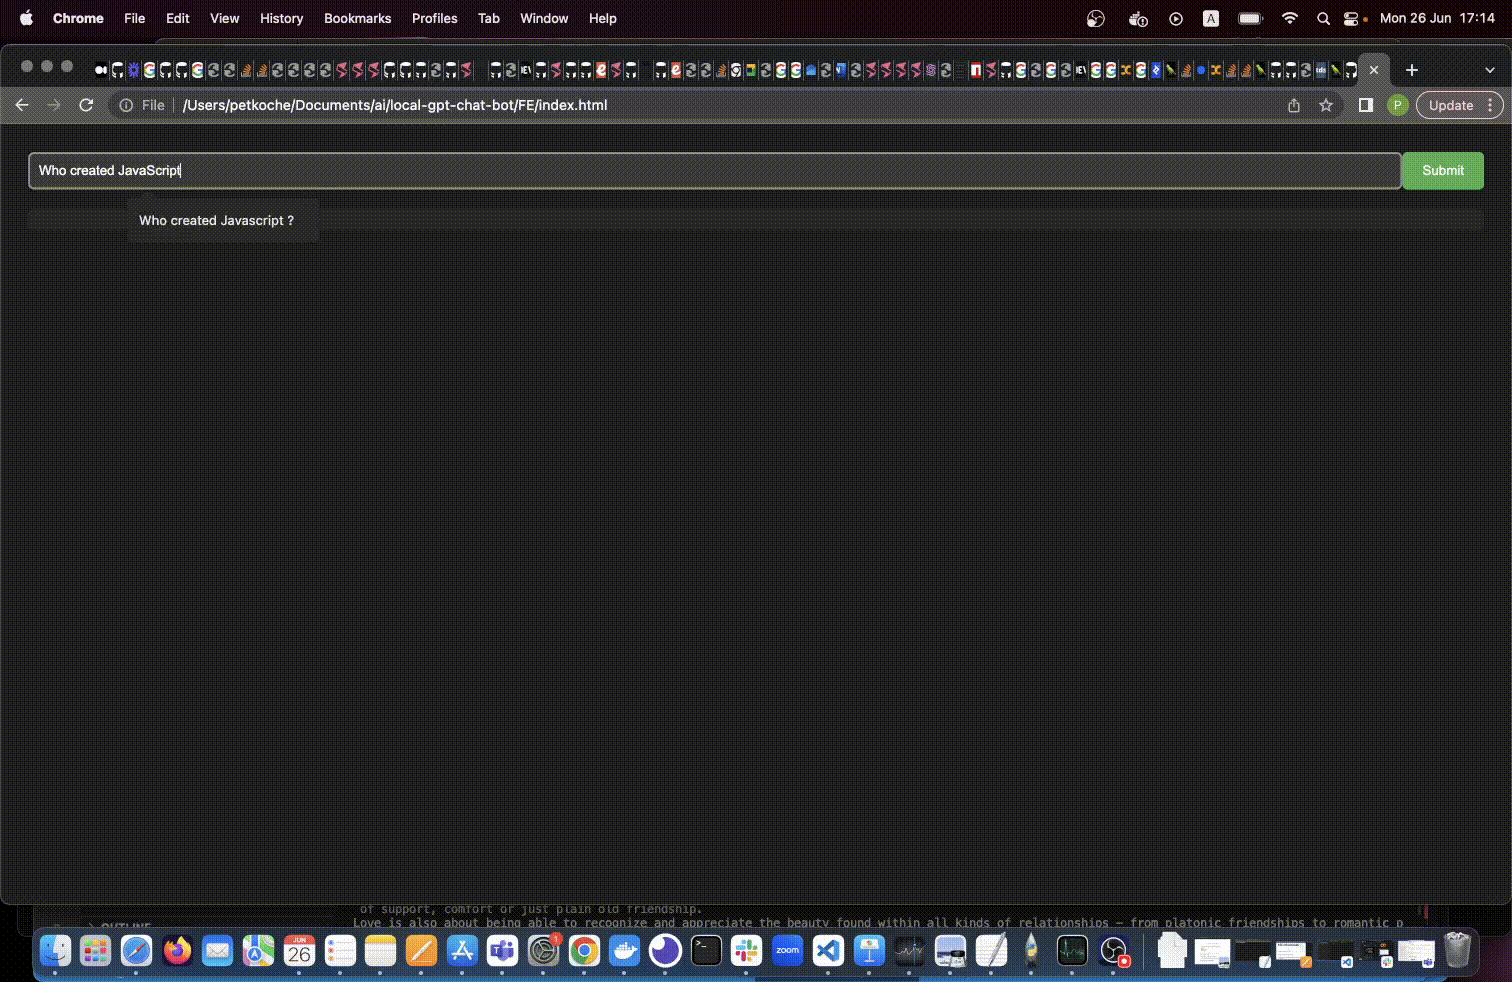 Chrome File Edit View History Bookmarks Profiles Tab Window Help A Mon 26 Jun 17:14
File /Users/petkoche/Documents/ai/local-gpt-chat-bot/FE/index.html P Update
Who created JavaScript Submit
Who created Javascript ?
of support, comfort or just plain old friendship.
OUTLINE
Love is also about being able to recognize and appreciate the beauty found within all kinds of relationships – from platonic friendships to romantic p
JUN
26
1
zoom